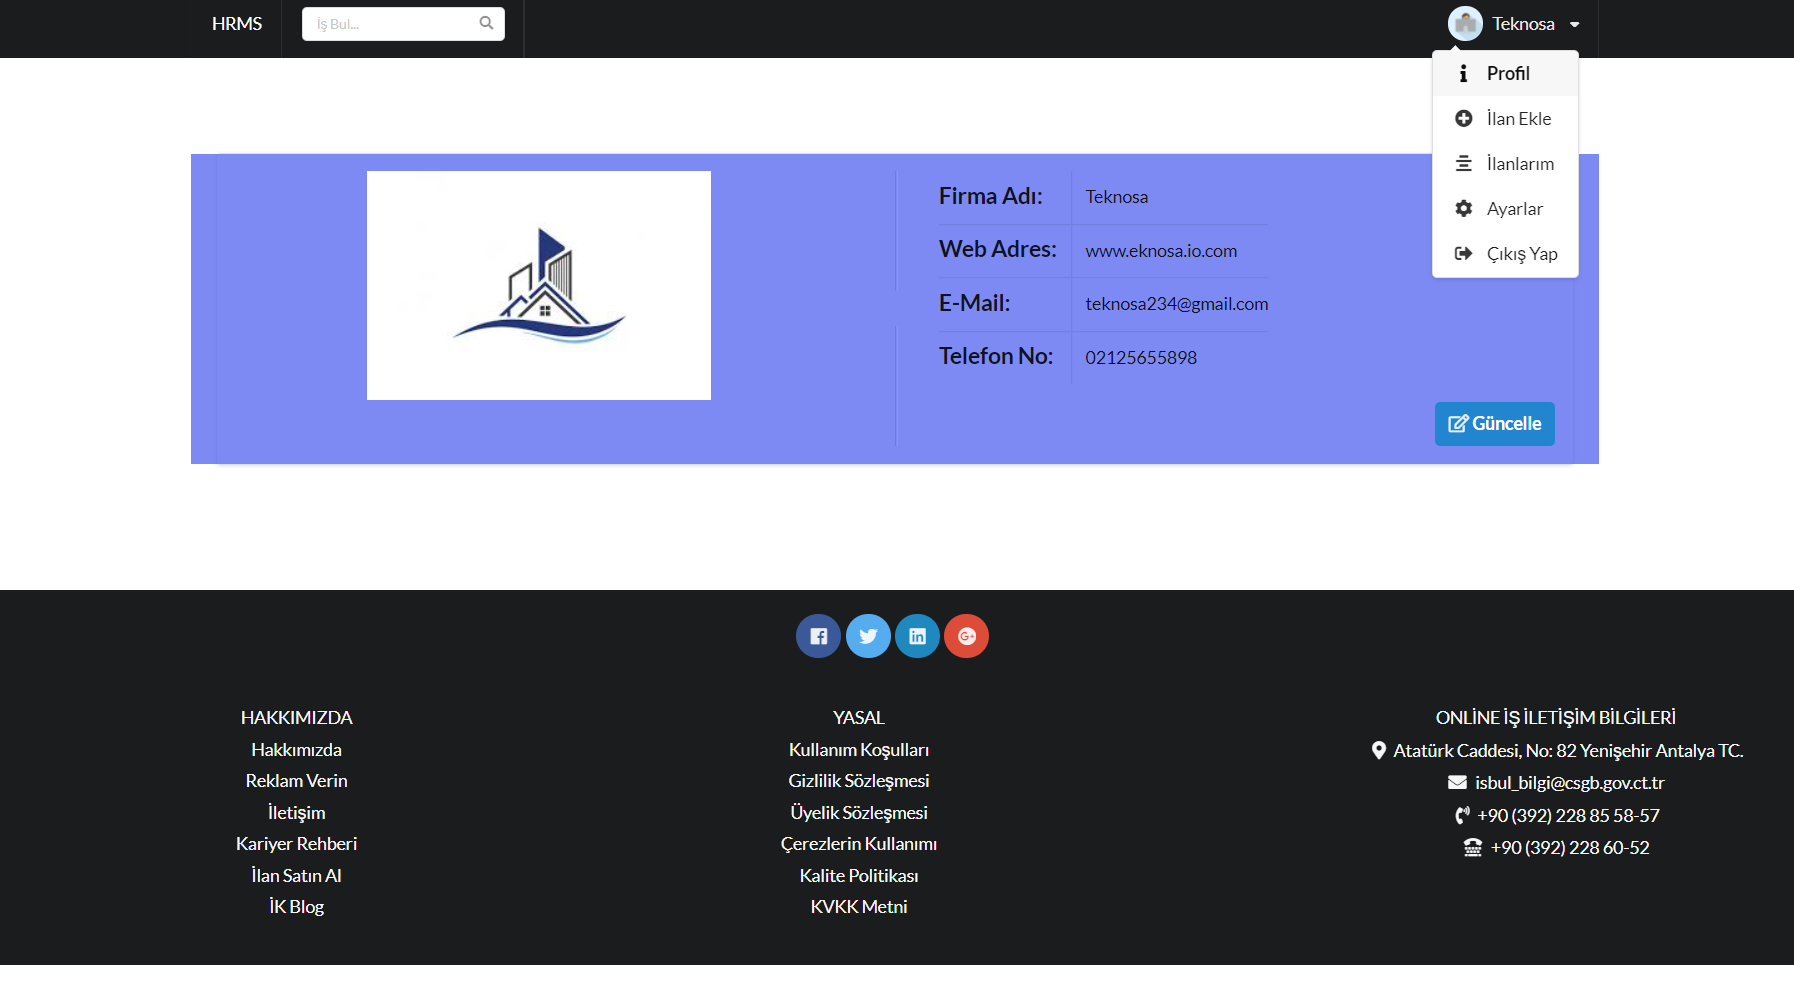 HRMS
İş Bul...
Teknosa
Profil
İlan Ekle
İlanlarım
Ayarlar
Çıkış Yap
Firma Adı: Teknosa
Web Adres: www.eknosa.io.com
E-Mail: teknosa234@gmail.com
Telefon No: 02125655898
Güncelle
HAKKIMIZDA
Hakkımızda
Reklam Verin
İletişim
Kariyer Rehberi
İlan Satın Al
İK Blog
YASAL
Kullanım Koşulları
Gizlilik Sözleşmesi
Üyelik Sözleşmesi
Çerezlerin Kullanımı
Kalite Politikası
KVKK Metni
ONLİNE İŞ İLETİŞİM BİLGİLERİ
Atatürk Caddesi, No: 82 Yenişehir Antalya TC.
isbul_bilgi@csgb.gov.ct.tr
+90 (392) 228 85 58-57
+90 (392) 228 60-52